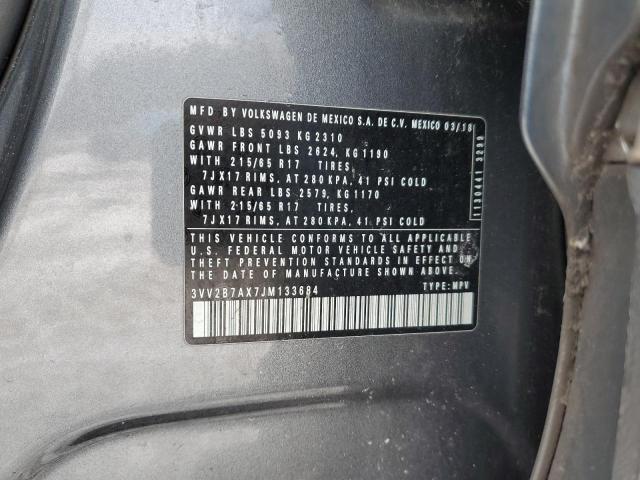 MFD BY VOLKSWAGEN DE MEXICO S.A. DE C.V. MEXICO 03/18
GVWR LBS 5093 KG 2310
GAWR FRONT LBS 2624, KG 1190
WITH 215/65 R17 TIRES,
7JX17 RIMS, AT 280 KPA, 41 PSI COLD
GAWR REAR LBS 2579, KG 1170
WITH 215/65 R17 TIRES,
7JX17 RIMS, AT 280 KPA, 41 PSI COLD
THIS VEHICLE CONFORMS TO ALL APPLICABLE
U.S. FEDERAL MOTOR VEHICLE SAFETY AND
THEFT PREVENTION STANDARDS IN EFFECT ON
THE DATE OF MANUFACTURE SHOWN ABOVE
3VV2B7AX7JM133684 TYPE: MPV
1130441 3293